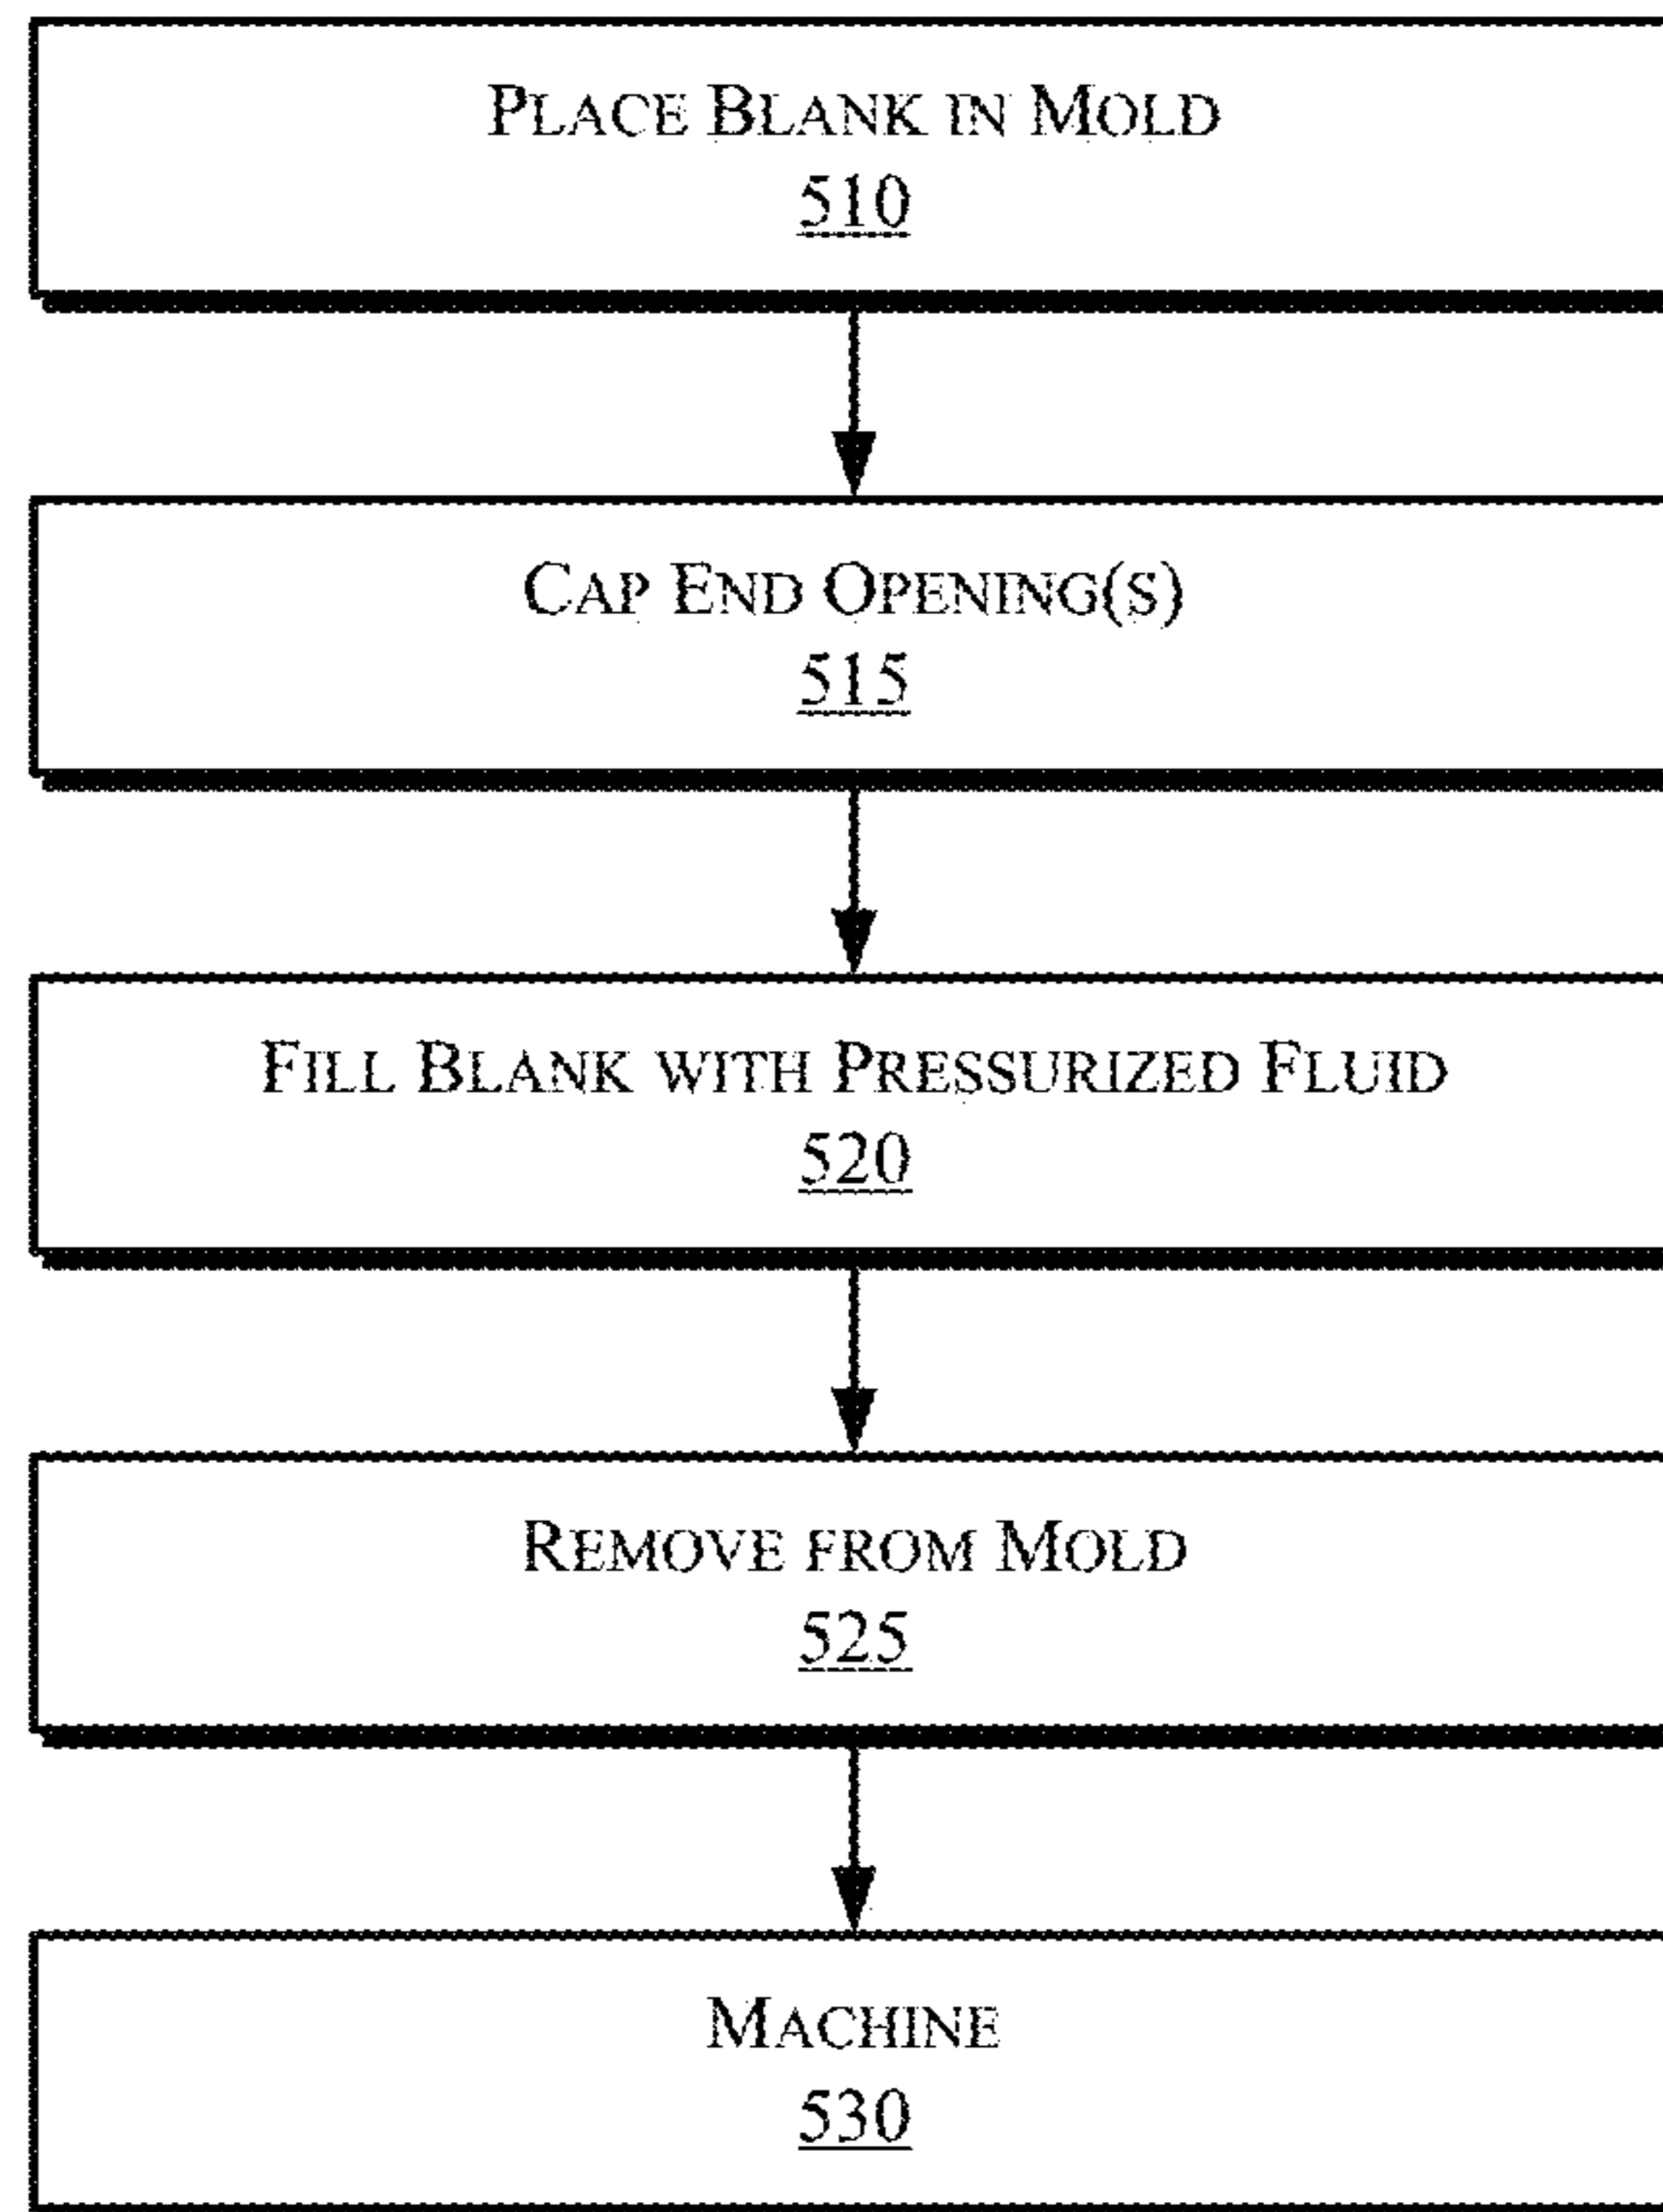 PLACE BLANK IN MOLD
510
CAP END OPENING(S)
515
FILL BLANK WITH PRESSURIZED FLUID
520
REMOVE FROM MOLD
525
MACHINE
530